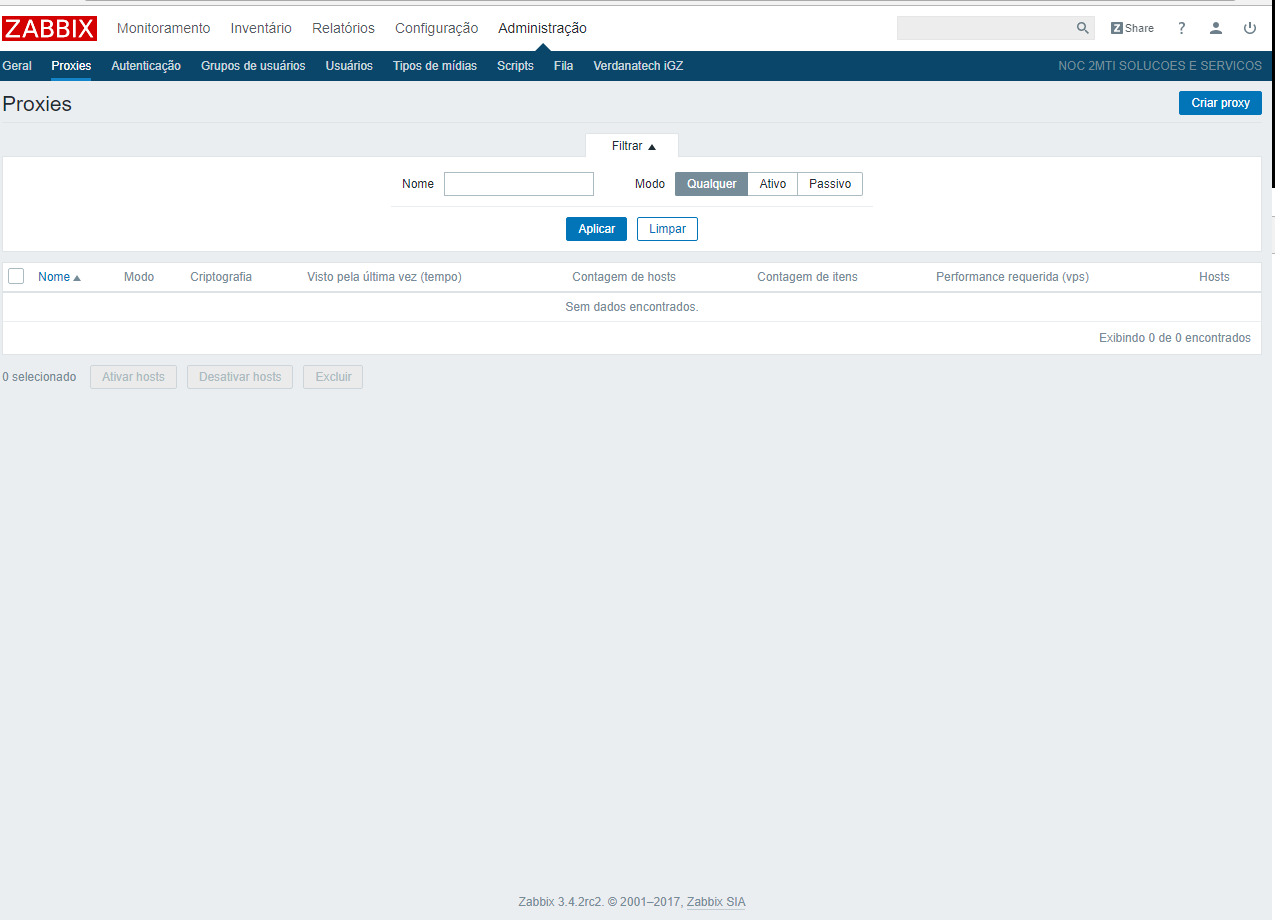 ZABBIX Monitoramento Inventário Relatórios Configuração Administração Z Share ?
Geral Proxies Autenticação Grupos de usuários Usuários Tipos de mídias Scripts Fila Verdanatech iGZ NOC 2MTI SOLUCOES E SERVICOS
Proxies Criar proxy
Filtrar ▲
Nome Modo Qualquer Ativo Passivo
Aplicar Limpar
Nome ▲ Modo Criptografia Visto pela última vez (tempo) Contagem de hosts Contagem de itens Performance requerida (vps) Hosts
Sem dados encontrados.
Exibindo 0 de 0 encontrados
0 selecionado Ativar hosts Desativar hosts Excluir
Zabbix 3.4.2rc2. © 2001–2017, Zabbix SIA